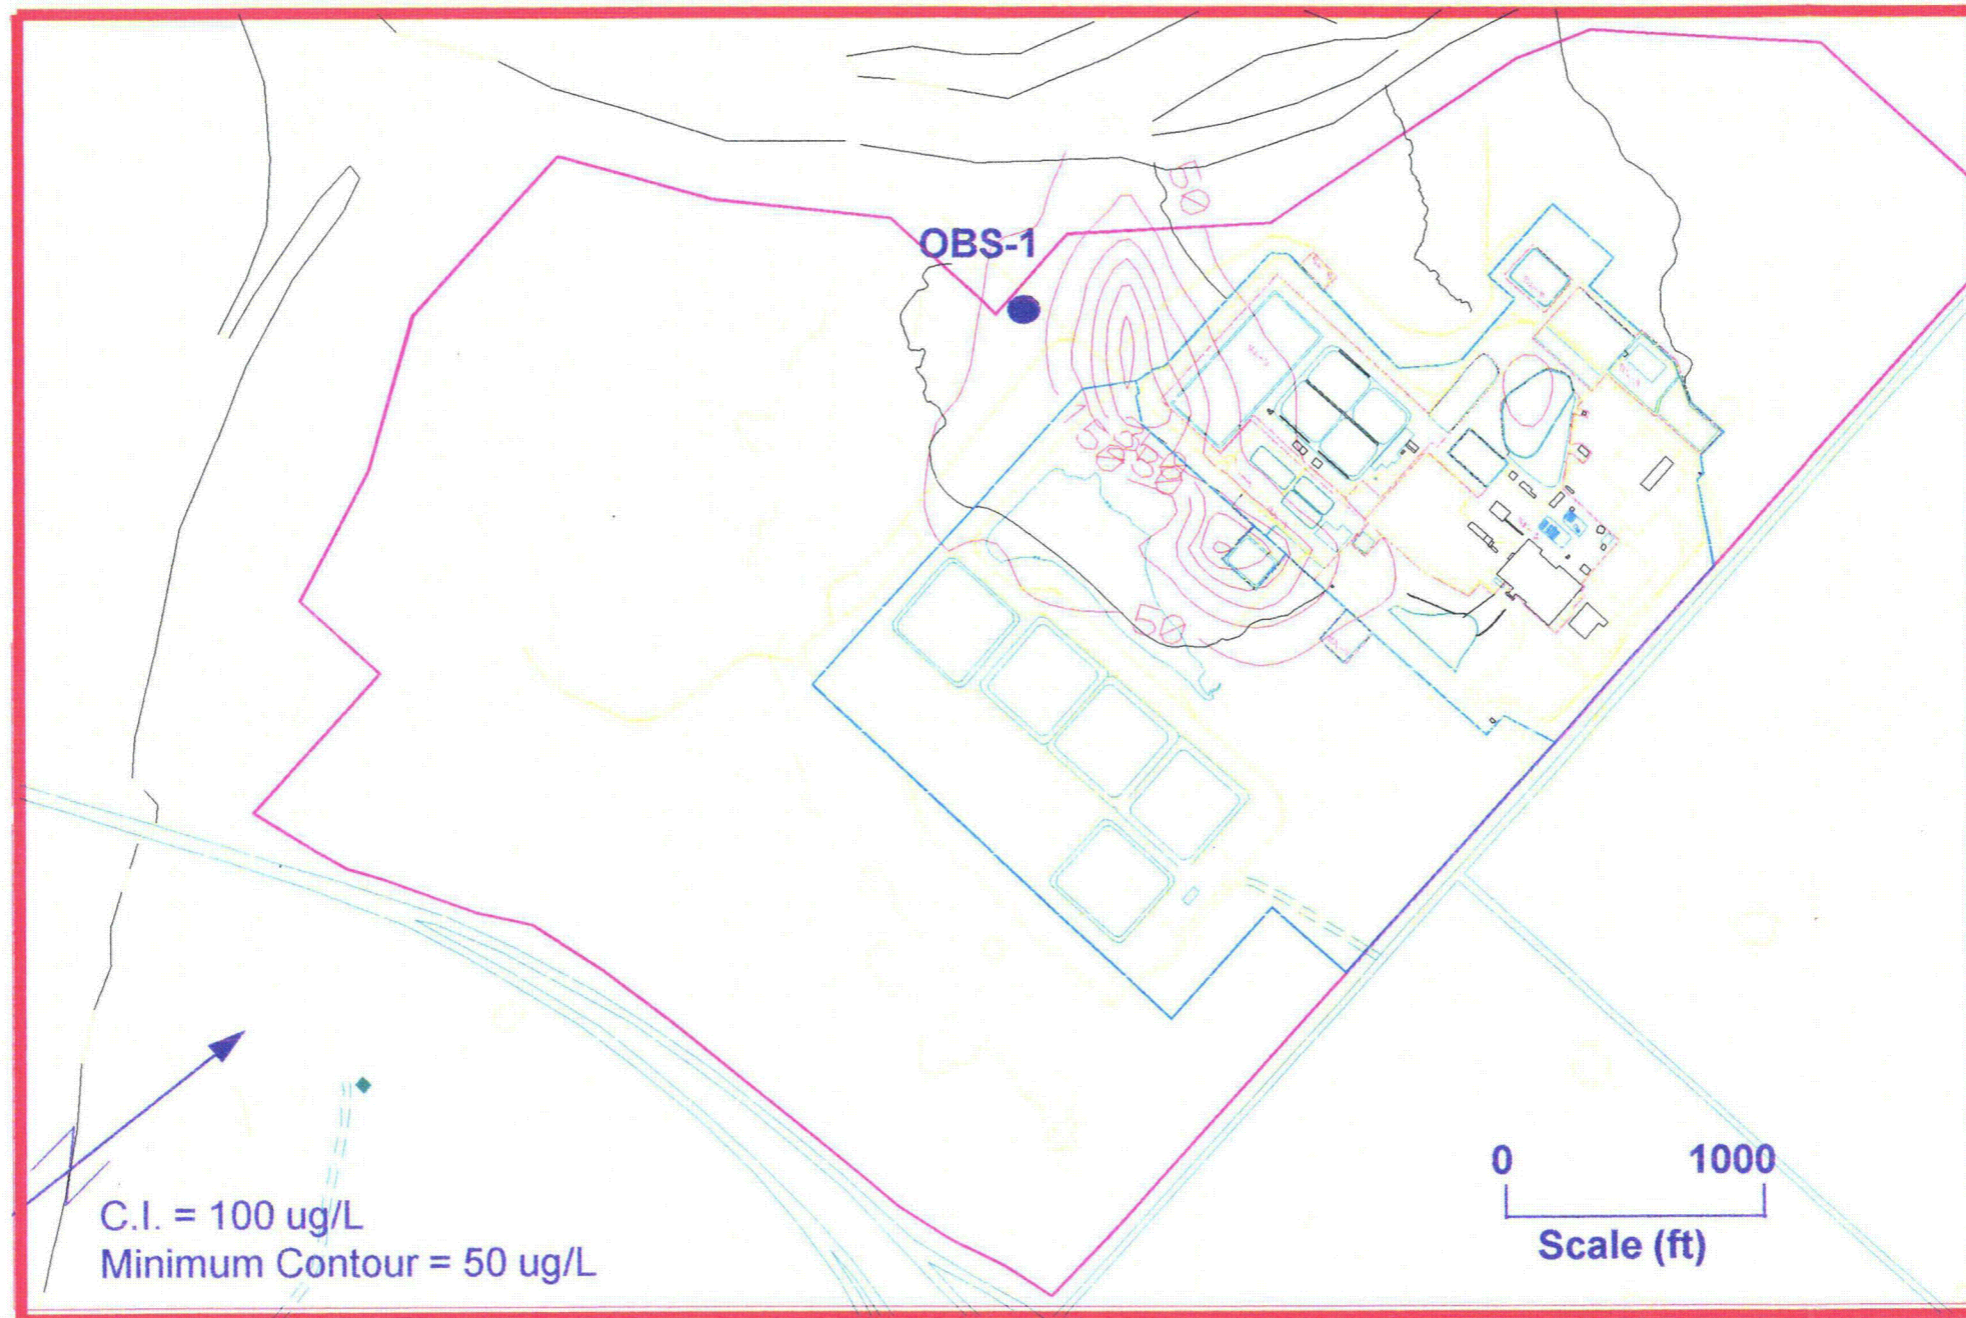 50
OBS-1
50
0 1000
Scale (ft)
C.I. = 100 ug/L
Minimum Contour = 50 ug/L